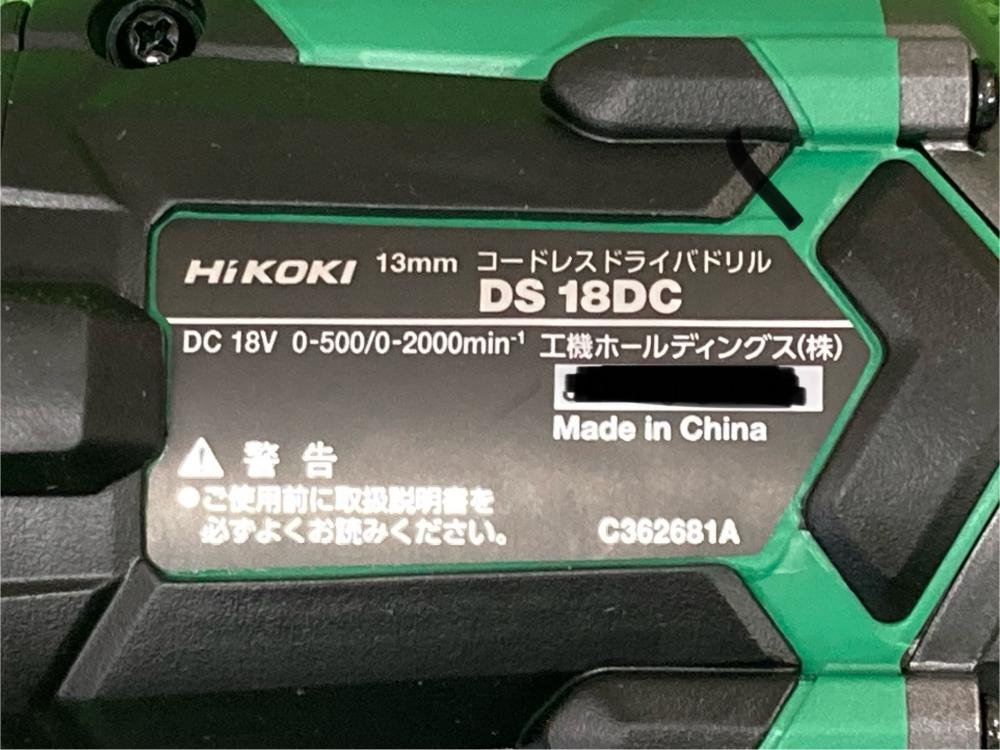 HiKOKI 13mm コードレスドライバドリル
DS 18DC
DC 18V 0-500/0-2000min-1 工機ホールディングス(株)
Made in China
警告
●ご使用前に取扱説明書を
必ずよくお読みください。
C362681A